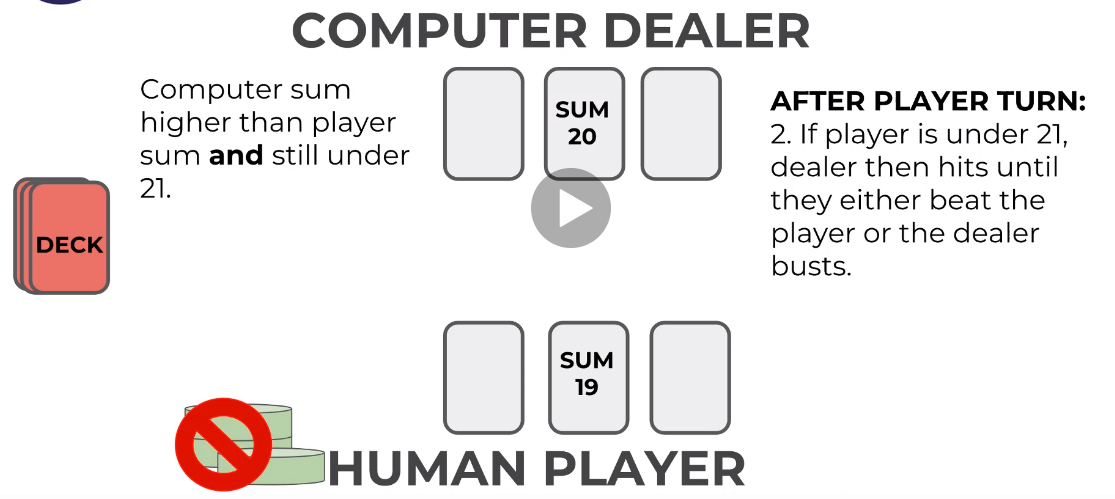 COMPUTER DEALER
Computer sum
higher than player
sum and still under
21.
SUM
20
AFTER PLAYER TURN:
2. If player is under 21,
dealer then hits until
they either beat the
player or the dealer
busts.
DECK
SUM
19
HUMAN PLAYER